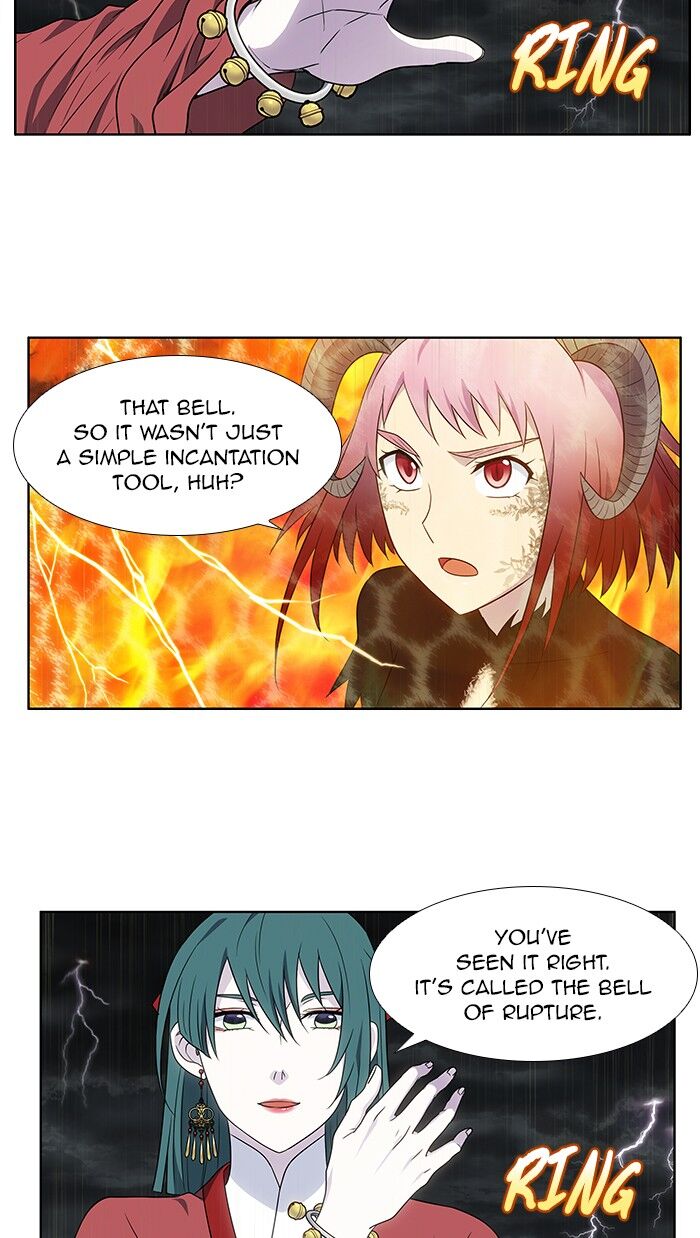 RING
THAT BELL.
SO IT WASN'T JUST
A SIMPLE INCANTATION
TOOL, HUH?
YOU'VE
SEEN IT RIGHT.
IT'S CALLED THE BELL
OF RUPTURE.
RING